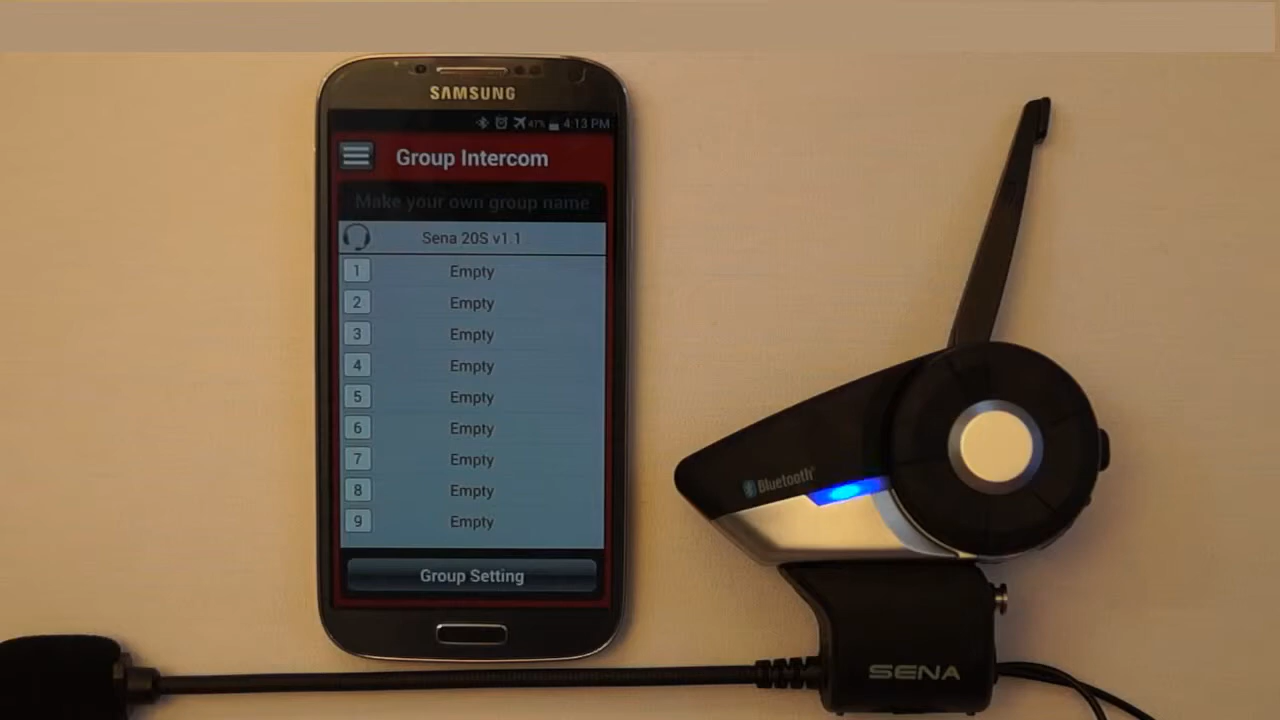 SAMSUNG
47% 4:13 PM
Group Intercom
Make your own group name
Sena 20S v1.1
1 Empty
2 Empty
3 Empty
4 Empty
5 Empty
6 Empty
7 Empty
8 Empty
9 Empty
Group Setting
Bluetooth®
SENA